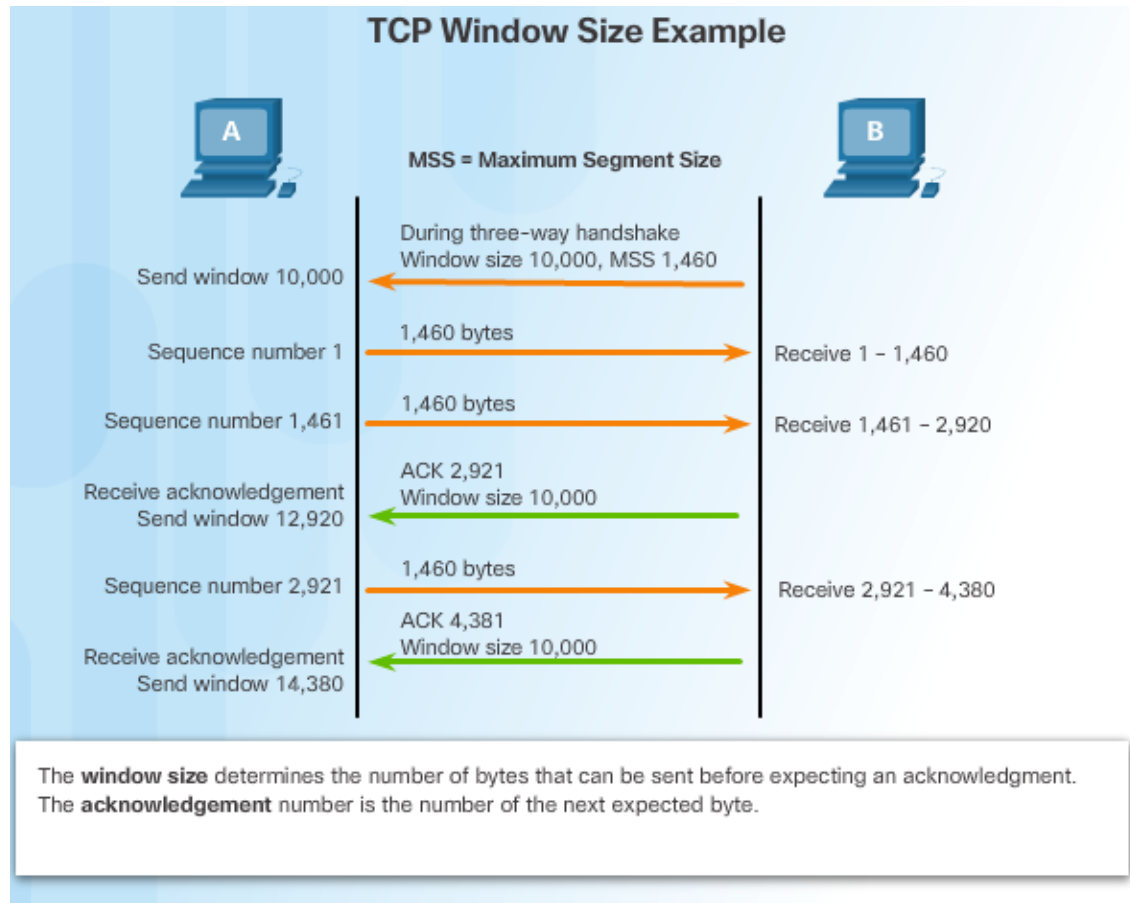 TCP Window Size Example
A
B
MSS = Maximum Segment Size
During three-way handshake
Window size 10,000, MSS 1,460
Send window 10,000
1,460 bytes
Sequence number 1
Receive 1 – 1,460
1,460 bytes
Sequence number 1,461
Receive 1,461 – 2,920
ACK 2,921
Window size 10,000
Receive acknowledgement
Send window 12,920
1,460 bytes
Sequence number 2,921
Receive 2,921 – 4,380
ACK 4,381
Window size 10,000
Receive acknowledgement
Send window 14,380
The window size determines the number of bytes that can be sent before expecting an acknowledgment.
The acknowledgement number is the number of the next expected byte.